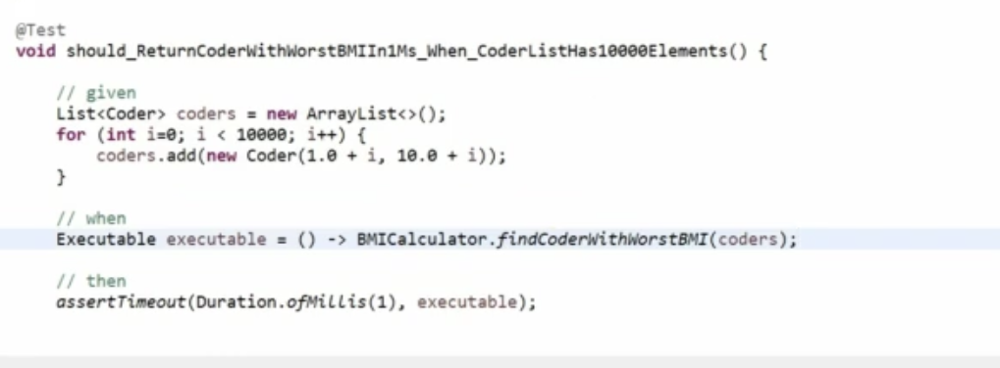 @Test
void should_ReturnCoderWithWorstBMIIn1Ms_When_CoderListHas10000Elements() {
// given
List<Coder> coders = new ArrayList<>();
for (int i=0; i < 10000; i++) {
coders.add(new Coder(1.0 + i, 10.0 + i));
}
// when
Executable executable = () -> BMICalculator.findCoderWithWorstBMI(coders);
// then
assertTimeout(Duration.ofMillis(1), executable);